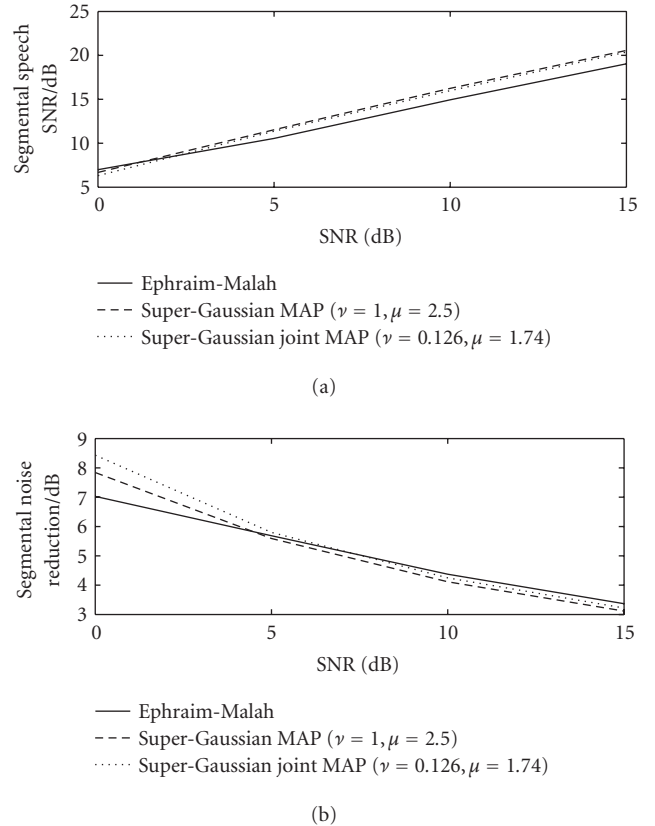 25
20
15
10
5
Segmental speech
SNR/dB
0 5 10 15
SNR (dB)
Ephraim-Malah
Super-Gaussian MAP (ν = 1, μ = 2.5)
Super-Gaussian joint MAP (ν = 0.126, μ = 1.74)
(a)
9
8
7
6
5
4
3
Segmental noise
reduction/dB
0 5 10 15
SNR (dB)
Ephraim-Malah
Super-Gaussian MAP (ν = 1, μ = 2.5)
Super-Gaussian joint MAP (ν = 0.126, μ = 1.74)
(b)